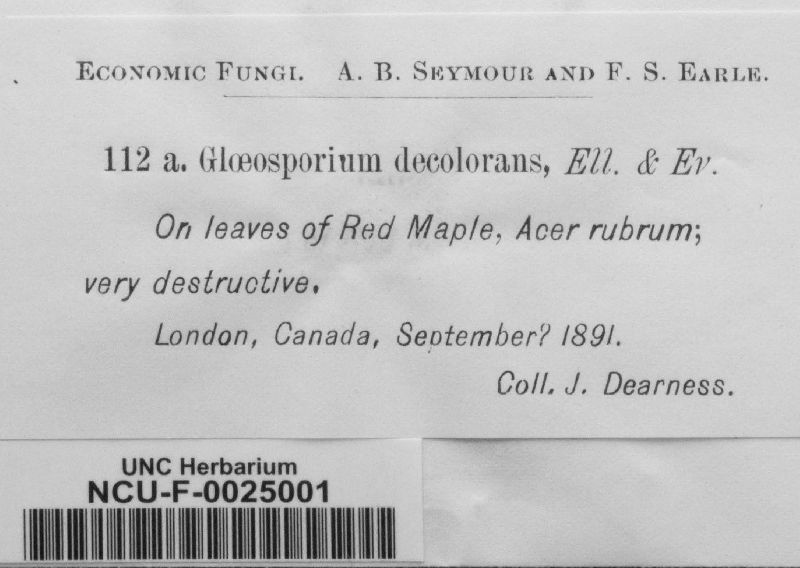 Economic Fungi. A. B. Seymour and F. S. Earle.
112 a. Glœosporium decolorans, Ell. & Ev.
On leaves of Red Maple, Acer rubrum;
very destructive.
London, Canada, September? 1891.
Coll. J. Dearness.
UNC Herbarium
NCU-F-0025001